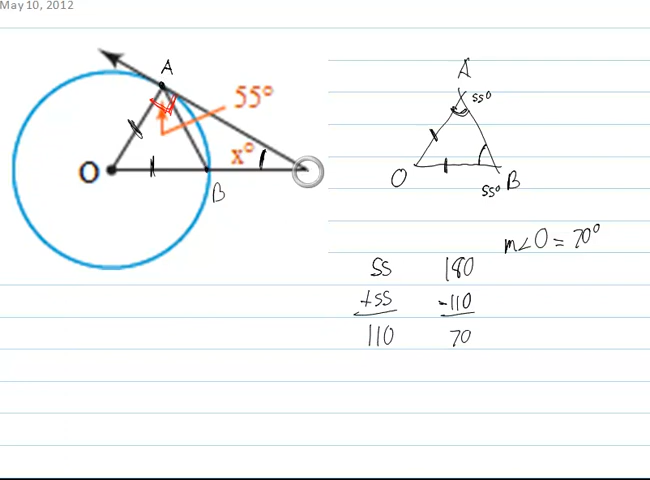 May 10, 2012
A
55°
x°
O
B
A
55°
O
55° B
m∠O = 70°
55 180
+55 -110
110 70